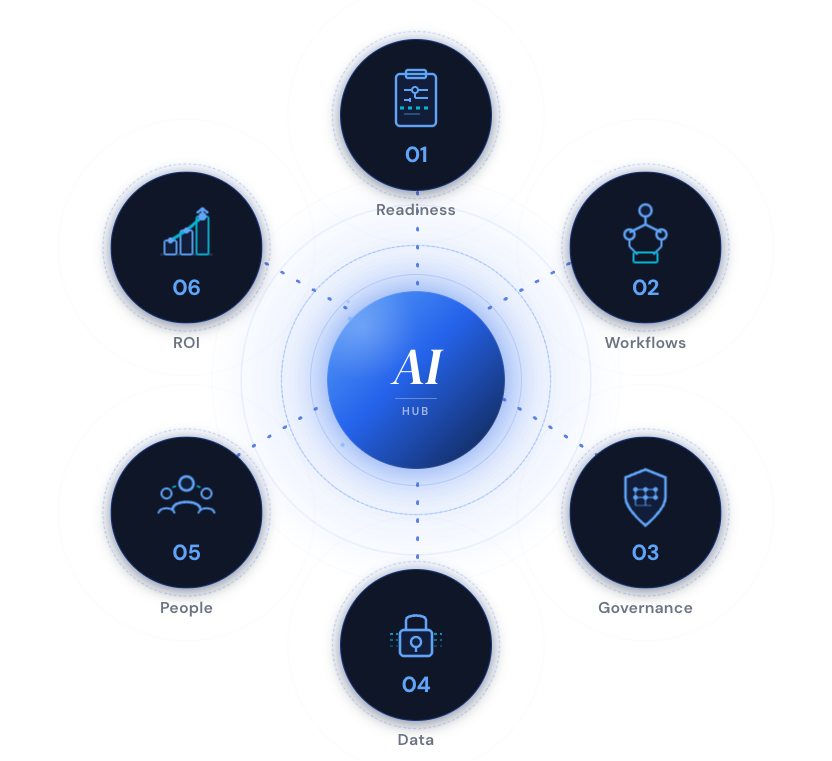 01
Readiness
06
ROI
02
Workflows
AI
HUB
05
People
03
Governance
04
Data